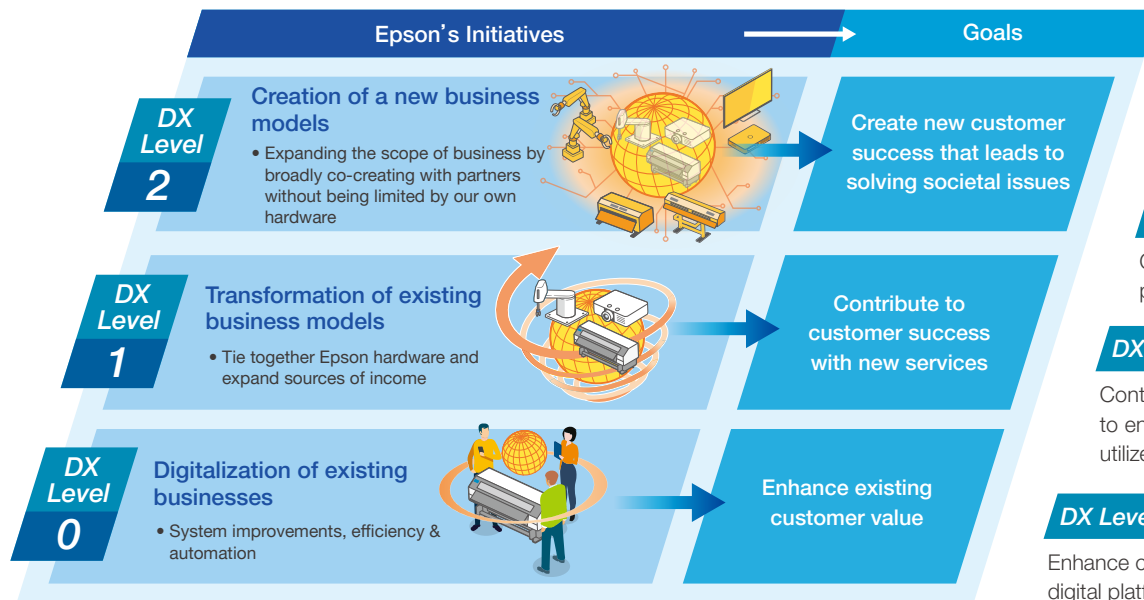 Epson's Initiatives
Goals
DX
Level
2
Creation of a new business
models
• Expanding the scope of business by
broadly co-creating with partners
without being limited by our own
hardware
Create new customer
success that leads to
solving societal issues
DX
Level
1
Transformation of existing
business models
• Tie together Epson hardware and
expand sources of income
Contribute to
customer success
with new services
DX
Level
0
Digitalization of existing
businesses
• System improvements, efficiency &
automation
Enhance existing
customer value
DX
to
DX
Enhance
digital